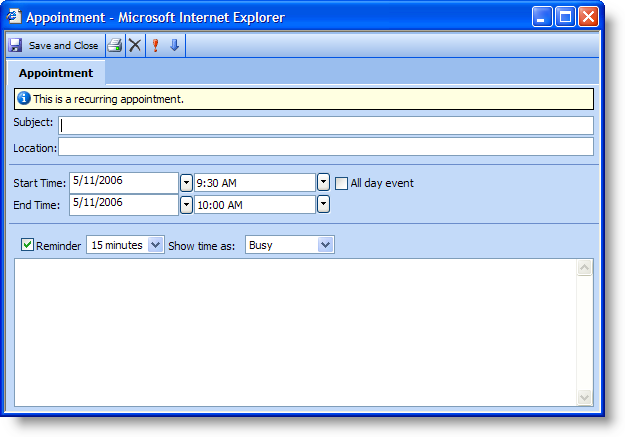 Appointment - Microsoft Internet Explorer
Save and Close
Appointment
This is a recurring appointment.
Subject:
Location:
Start Time: 5/11/2006 9:30 AM All day event
End Time: 5/11/2006 10:00 AM
Reminder 15 minutes Show time as: Busy